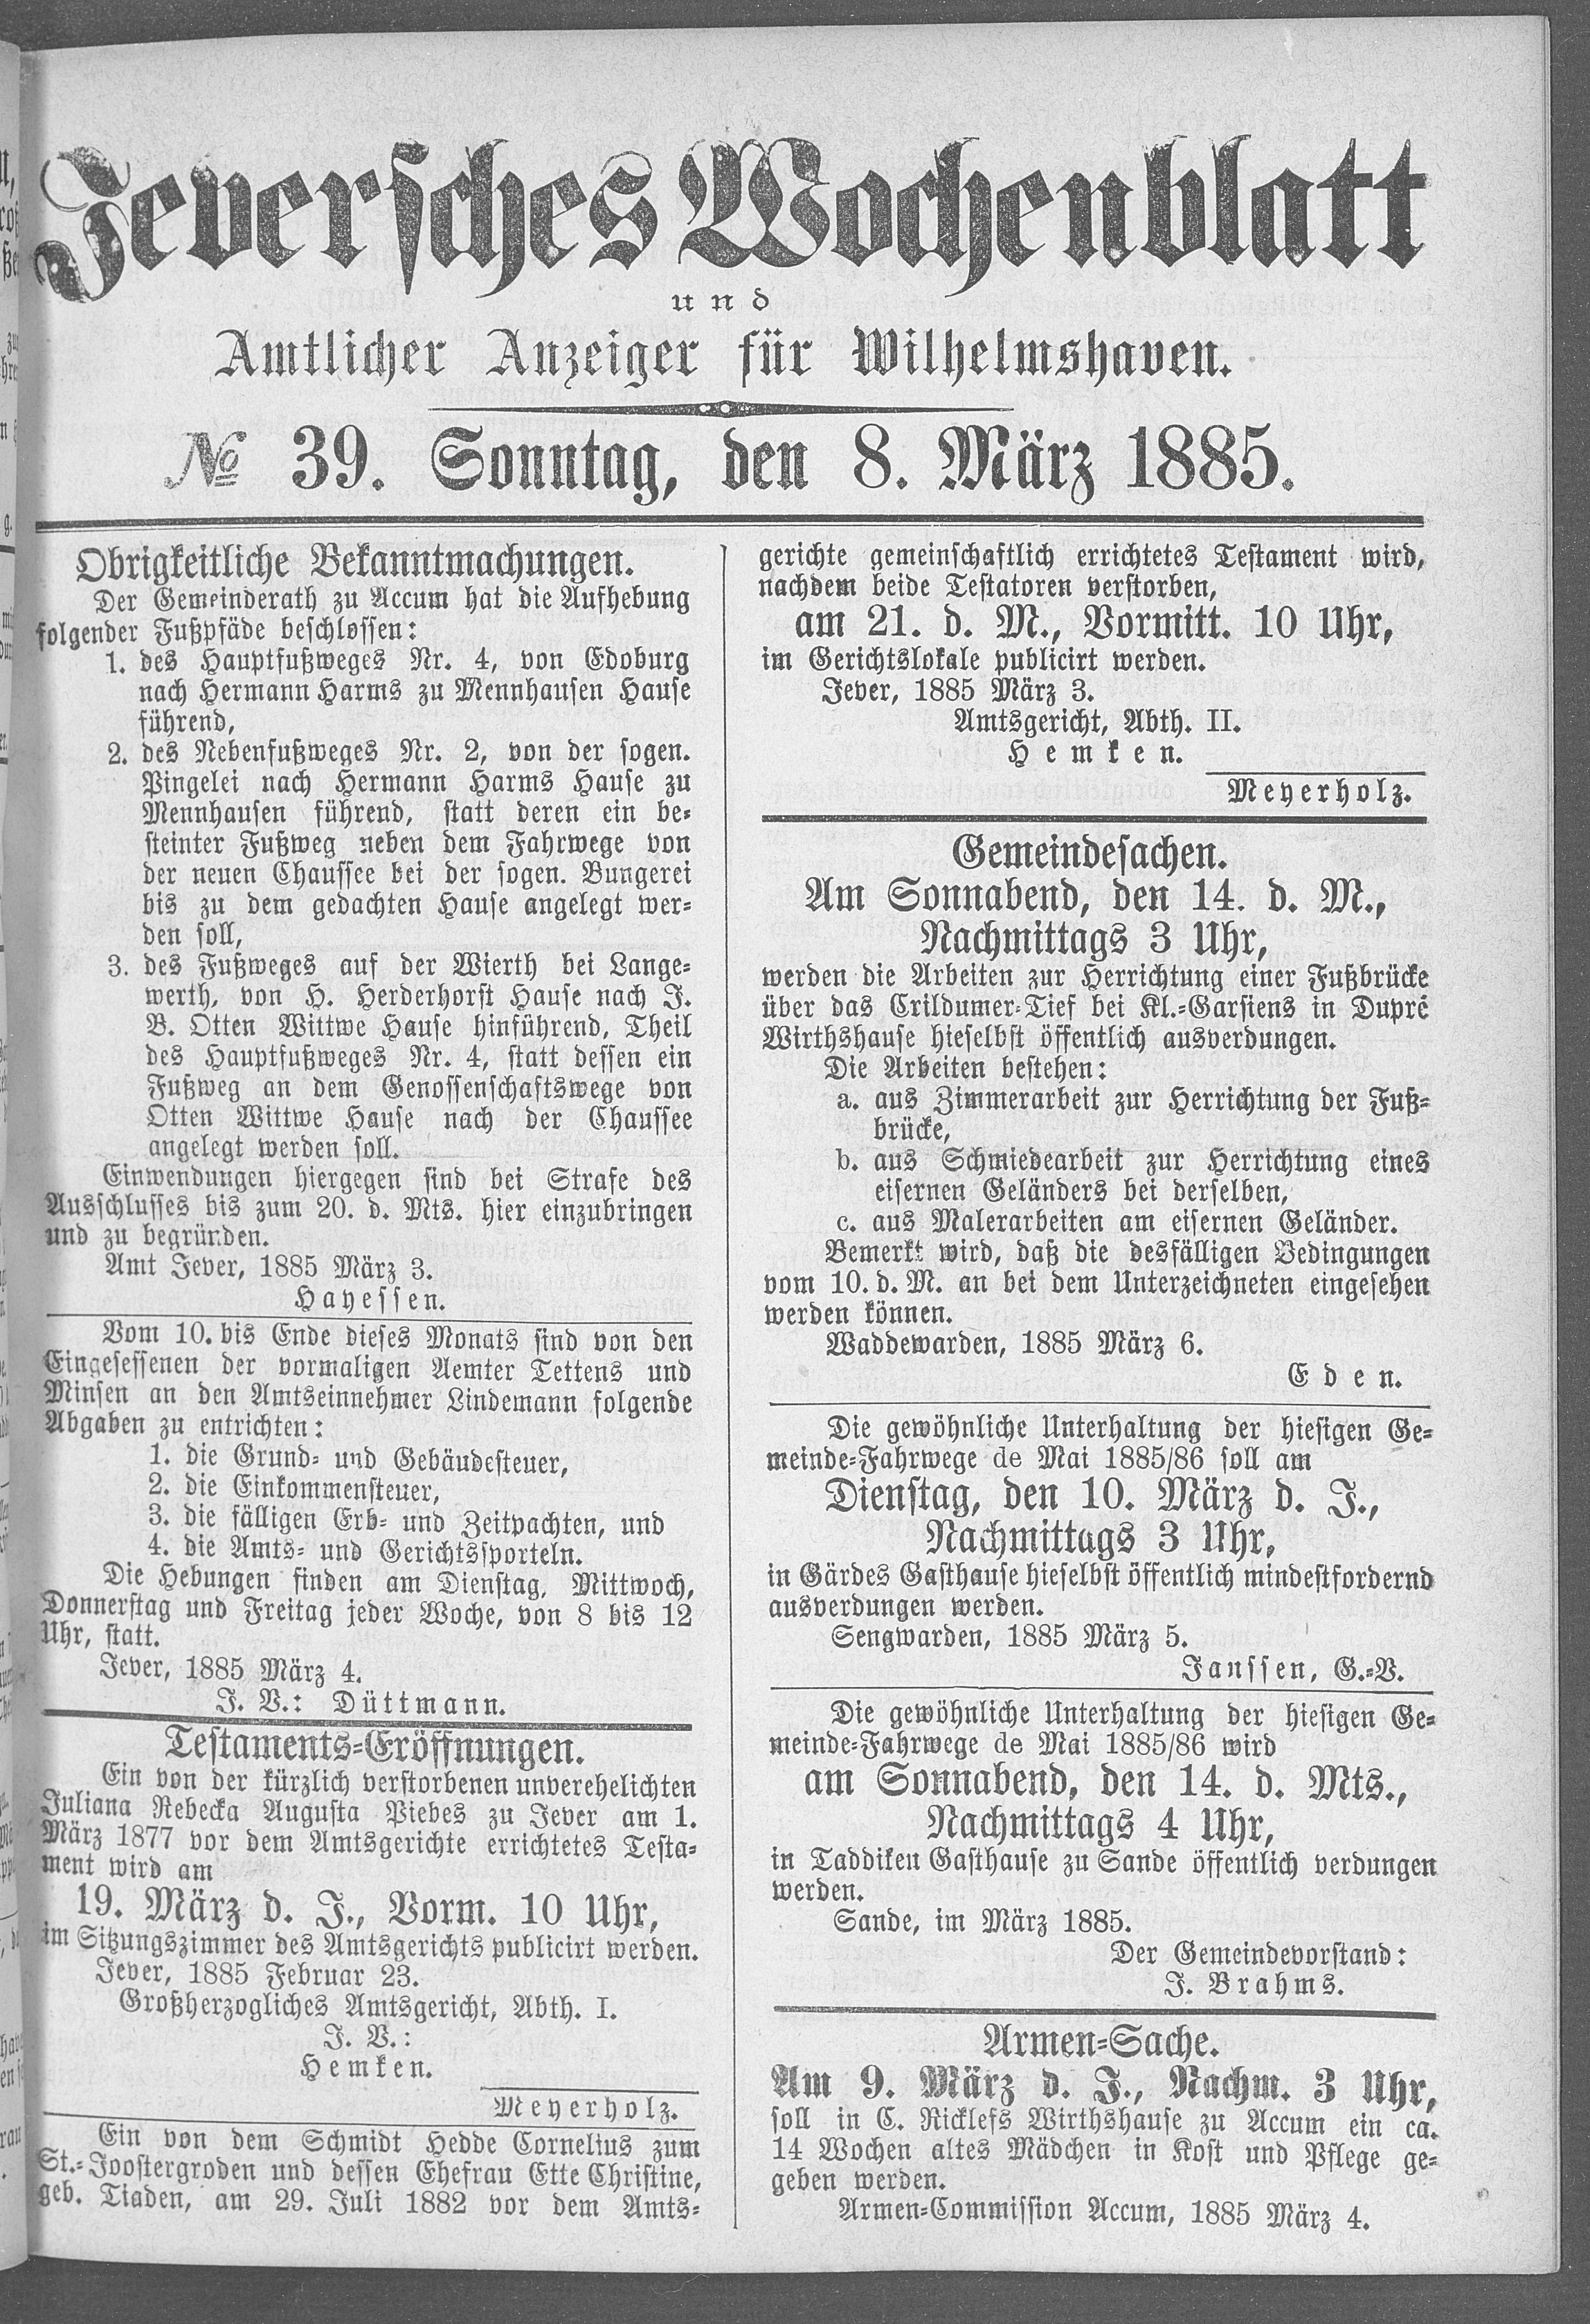 Jeversches Wochenblatt
und
Amtlicher Anzeiger für Wilhelmshaven.
№ 39. Sonntag, den 8. März 1885.
Obrigkeitliche Bekanntmachungen.
Der Gemeinderath zu Accum hat die Aufhebung
folgender Fußpfäde beschlossen:
1. des Hauptfußweges Nr. 4, von Edoburg
nach Hermann Harms zu Mennhausen Hause
führend,
2. des Nebenfußweges Nr. 2, von der sogen.
Pingelei nach Hermann Harms Hause zu
Mennhausen führend, statt deren ein be-
steinter Fußweg neben dem Fahrwege von
der neuen Chaussee bei der sogen. Bungerei
bis zu dem gedachten Hause angelegt wer-
den soll,
3. des Fußweges auf der Wierth bei Lange-
werth, von H. Herderhorst Hause nach J.
B. Otten Wittwe Hause hinführend, Theil
des Hauptfußweges Nr. 4, statt dessen ein
Fußweg an dem Genossenschaftswege von
Otten Wittwe Hause nach der Chaussee
angelegt werden soll.
Einwendungen hiergegen sind bei Strafe des
Ausschlusses bis zum 20. d. Mts. hier einzubringen
und zu begründen.
Amt Jever, 1885 März 3.
Hayessen.
Vom 10. bis Ende dieses Monats sind von den
Eingesessenen der vormaligen Aemter Tettens und
Minsen an den Amtseinnehmer Lindemann folgende
Abgaben zu entrichten:
1. die Grund- und Gebäudesteuer,
2. die Einkommensteuer,
3. die fälligen Erb- und Zeitpachten, und
4. die Amts- und Gerichtssporteln.
Die Hebungen finden am Dienstag, Mittwoch,
Donnerstag und Freitag jeder Woche, von 8 bis 12
Uhr, statt.
Jever, 1885 März 4.
J. V.: Düttmann.
Testaments-Eröffnungen.
Ein von der kürzlich verstorbenen unverehelichten
Juliana Rebecka Augusta Piebes zu Jever am 1.
März 1877 vor dem Amtsgerichte errichtetes Testa-
ment wird am
19. März d. J., Vorm. 10 Uhr,
im Sitzungszimmer des Amtsgerichts publicirt werden.
Jever, 1885 Februar 23.
Großherzogliches Amtsgericht, Abth. I.
J. V.:
Hemken.
Meyerholz.
Ein von dem Schmidt Hedde Cornelius zum
St.-Joostergroden und dessen Ehefrau Ette Christine,
geb. Tiaden, am 29. Juli 1882 vor dem Amts-
gerichte gemeinschaftlich errichtetes Testament wird,
nachdem beide Testatoren verstorben,
am 21. d. M., Vormitt. 10 Uhr,
im Gerichtslokale publicirt werden.
Jever, 1885 März 3.
Amtsgericht, Abth. II.
Hemken.
Meyerholz.
Gemeindesachen.
Am Sonnabend, den 14. d. M.,
Nachmittags 3 Uhr,
werden die Arbeiten zur Herrichtung einer Fußbrücke
über das Crildumer-Tief bei Kl.-Garsiens in Dupré
Wirthshause hieselbst öffentlich ausverdungen.
Die Arbeiten bestehen:
a. aus Zimmerarbeit zur Herrichtung der Fuß-
brücke,
b. aus Schmiedearbeit zur Herrichtung eines
eisernen Geländers bei derselben,
c. aus Malerarbeiten am eisernen Geländer.
Bemerkt wird, daß die desfälligen Bedingungen
vom 10. d. M. an bei dem Unterzeichneten eingesehen
werden können.
Waddewarden, 1885 März 6.
Eden.
Die gewöhnliche Unterhaltung der hiesigen Ge-
meinde-Fahrwege de Mai 1885/86 soll am
Dienstag, den 10. März d. J.,
Nachmittags 3 Uhr,
in Gärdes Gasthause hieselbst öffentlich mindestfordernd
ausverdungen werden.
Sengwarden, 1885 März 5.
Janssen, G.-V.
Die gewöhnliche Unterhaltung der hiesigen Ge-
meinde-Fahrwege de Mai 1885/86 wird
am Sonnabend, den 14. d. Mts.,
Nachmittags 4 Uhr,
in Taddiken Gasthause zu Sande öffentlich verdungen
werden.
Sande, im März 1885.
Der Gemeindevorstand:
J. Brahms.
Armen-Sache.
Am 9. März d. J., Nachm. 3 Uhr,
soll in C. Ricklefs Wirthshause zu Accum ein ca.
14 Wochen altes Mädchen in Kost und Pflege ge-
geben werden.
Armen-Commission Accum, 1885 März 4.